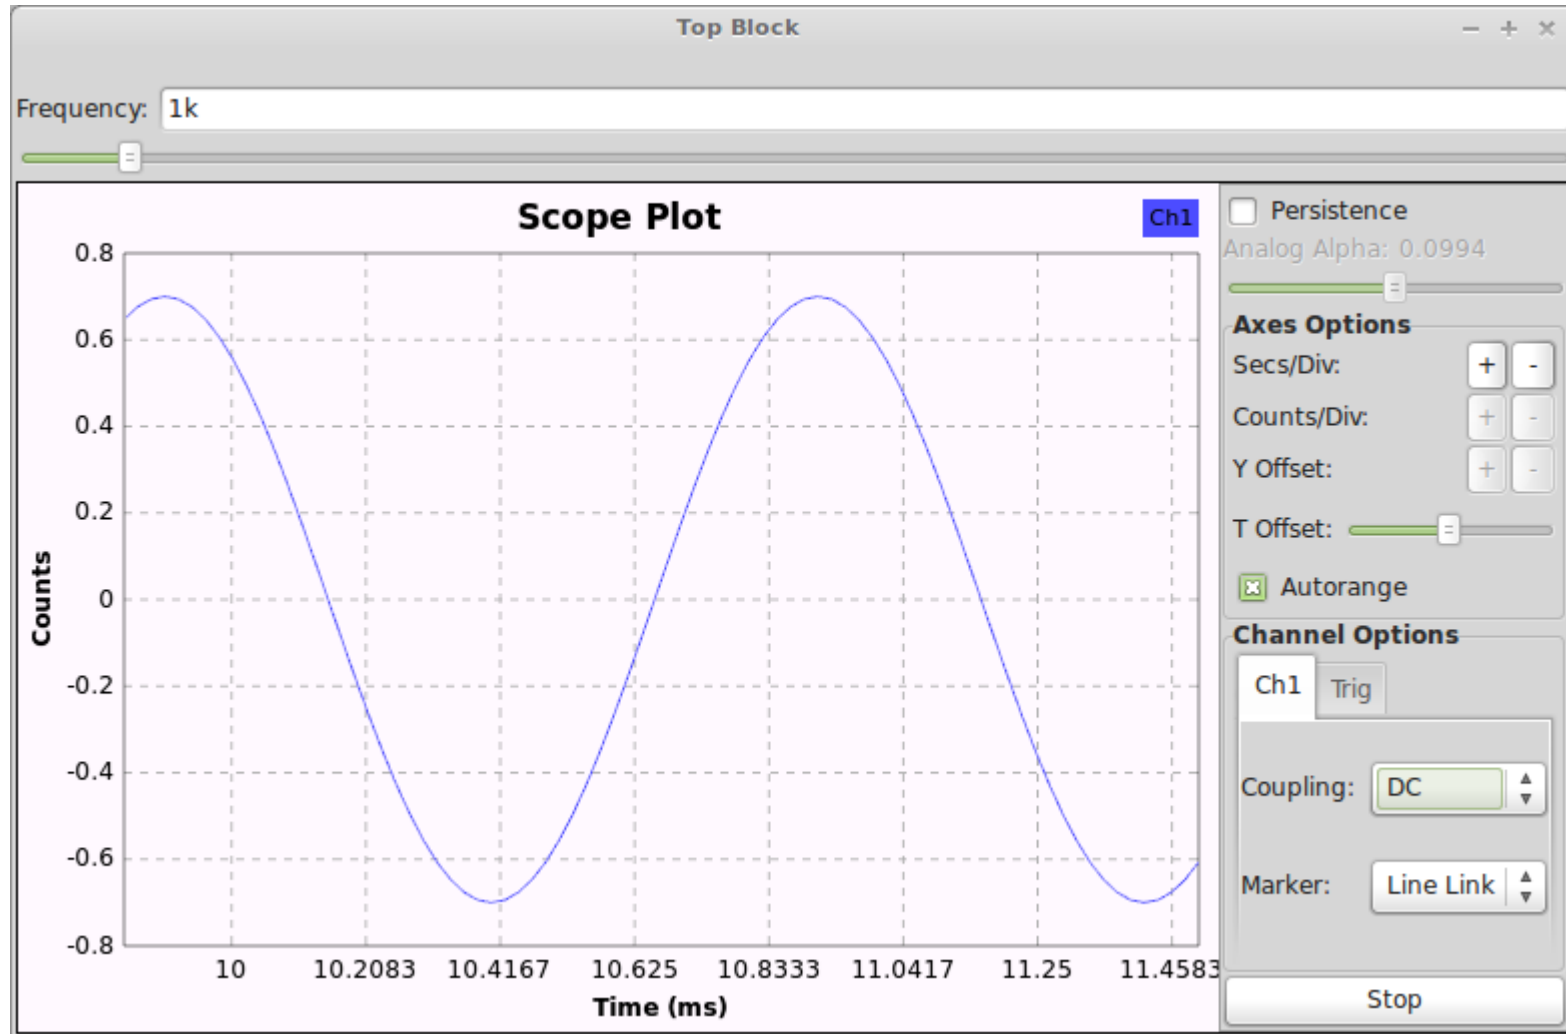 Top Block
Frequency: 1k
Scope Plot
Ch1
0.8
0.6
0.4
0.2
0
-0.2
-0.4
-0.6
-0.8
Counts
10 10.2083 10.4167 10.625 10.8333 11.0417 11.25 11.4583
Time (ms)
Persistence
Analog Alpha: 0.0994
Axes Options
Secs/Div: + -
Counts/Div: + -
Y Offset: + -
T Offset:
Autorange
Channel Options
Ch1 Trig
Coupling: DC
Marker: Line Link
Stop